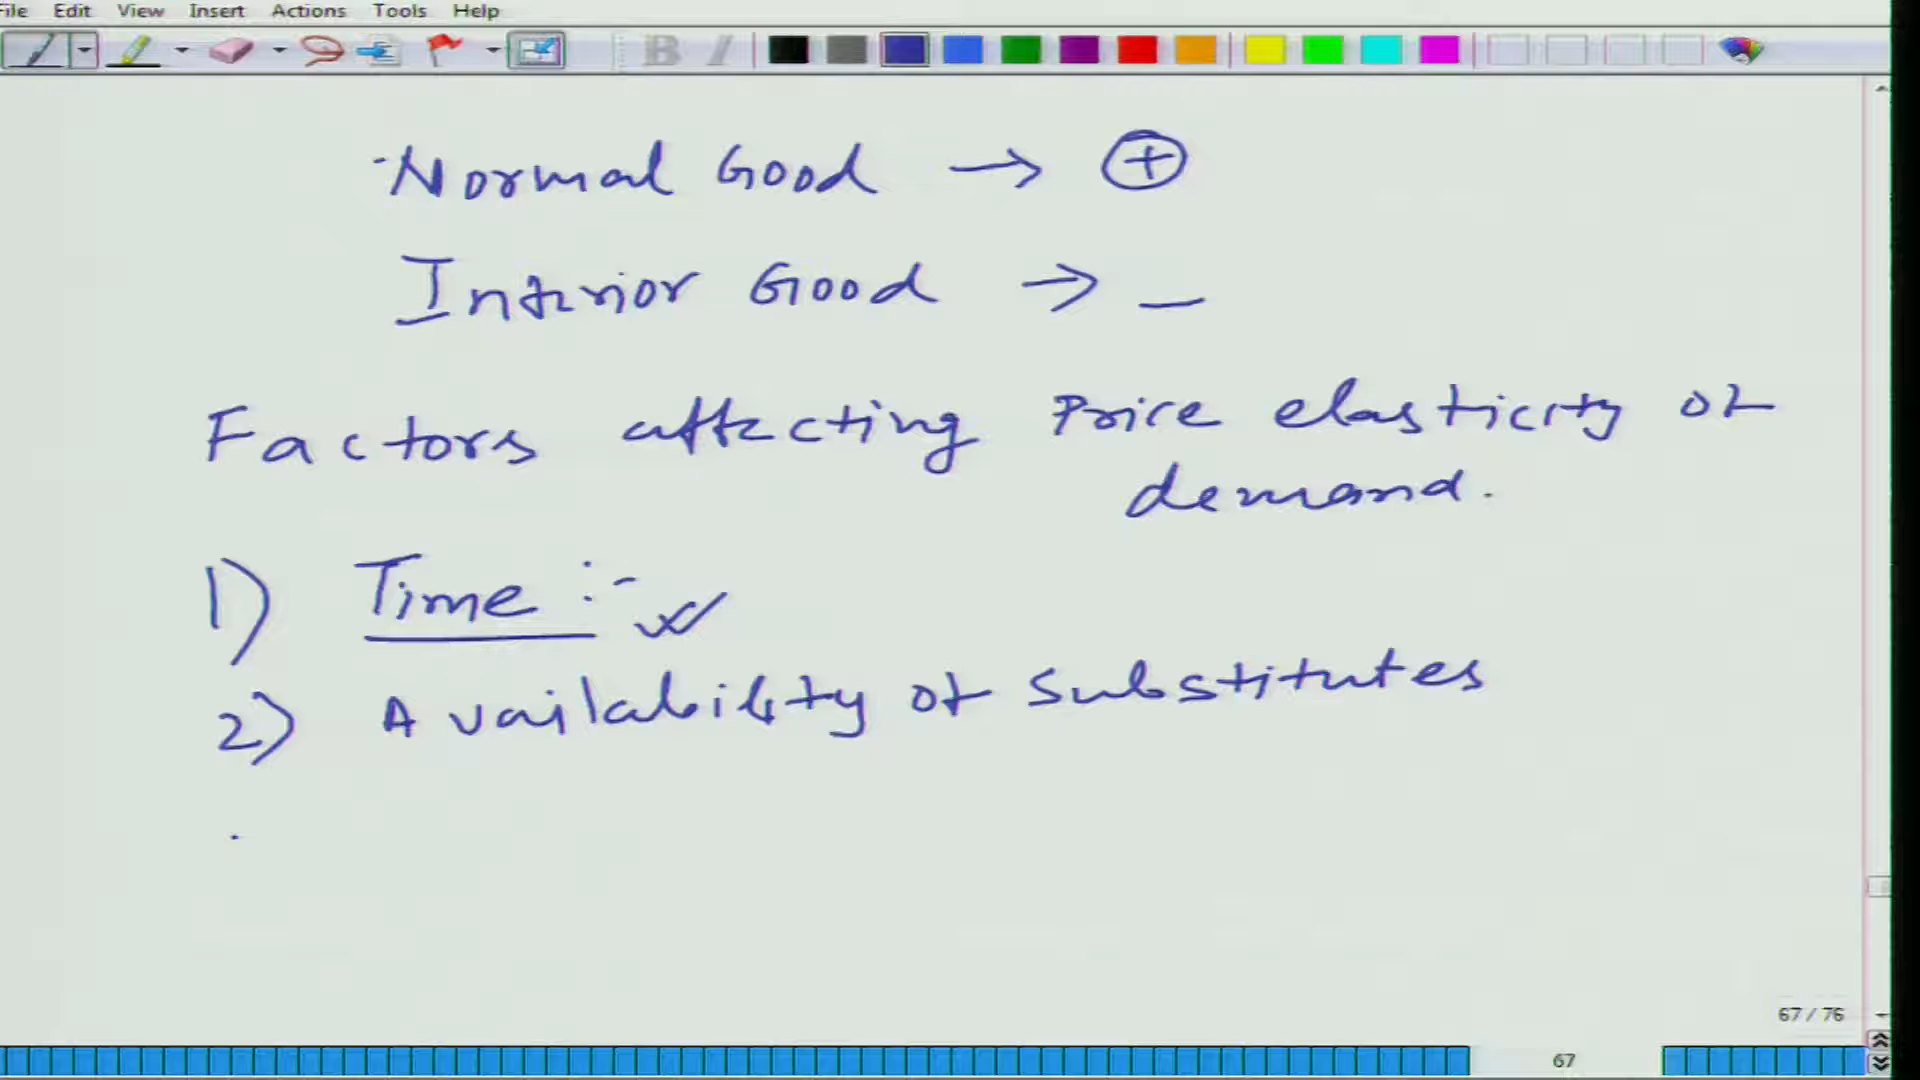 File Edit View Insert Actions Tools Help
B I
Normal Good → +
Inferior Good → -
Factors affecting Price elasticity of
demand.
1) Time :-
2) Availability of substitutes
67 / 76
67